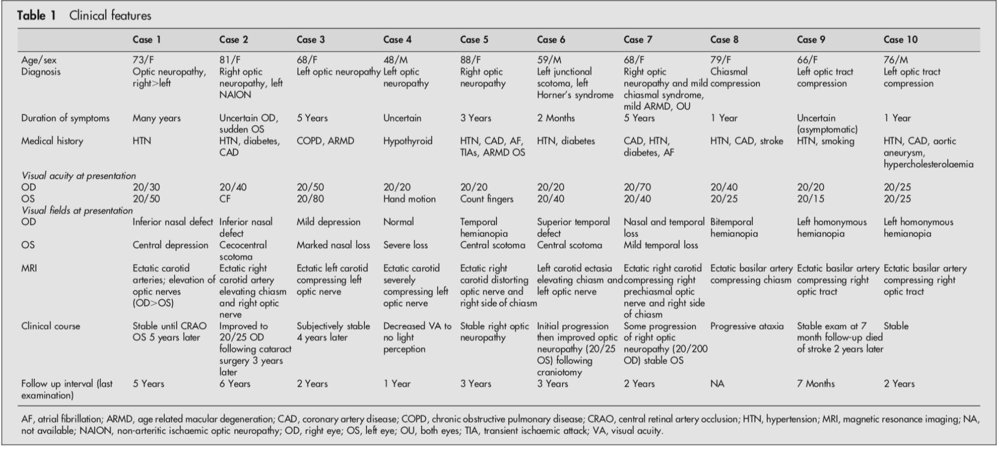 Table 1 Clinical features
Case 1 Case 2 Case 3 Case 4 Case 5 Case 6 Case 7 Case 8 Case 9 Case 10
Age/sex 73/F 81/F 68/F 48/M 88/F 59/M 68/F 79/F 66/F 76/M
Diagnosis Optic neuropathy, Right optic Left optic neuropathy Left optic Right optic Left junctional Right optic Chiasmal Left optic tract Left optic tract
right>left neuropathy, left neuropathy neuropathy scotoma, left neuropathy and mild compression compression compression
NAION Horner's syndrome chiasmal syndrome,
mild ARMD, OU
Duration of symptoms Many years Uncertain OD, 5 Years Uncertain 3 Years 2 Months 5 Years 1 Year Uncertain 1 Year
sudden OS (asymptomatic)
Medical history HTN HTN, diabetes, COPD, ARMD Hypothyroid HTN, CAD, AF, HTN, diabetes CAD, HTN, HTN, CAD, stroke HTN, smoking HTN, CAD, aortic
CAD TIAs, ARMD OS diabetes, AF aneurysm,
hypercholesterolaemia
Visual acuity at presentation
OD 20/30 20/40 20/50 20/20 20/20 20/20 20/70 20/40 20/20 20/25
OS 20/50 CF 20/80 Hand motion Count fingers 20/40 20/40 20/25 20/15 20/25
Visual fields at presentation
OD Inferior nasal defect Inferior nasal Mild depression Normal Temporal Superior temporal Nasal and temporal Bitemporal Left homonymous Left homonymous
defect hemianopia defect loss hemianopia hemianopia hemianopia
OS Central depression Cecocentral Marked nasal loss Severe loss Central scotoma Central scotoma Mild temporal loss
scotoma
MRI Ectatic carotid Ectatic right Ectatic left carotid Ectatic carotid Ectatic right Left carotid ectasia Ectatic right carotid Ectatic basilar artery Ectatic basilar artery Ectatic basilar artery
arteries; elevation of carotid artery compressing left severely carotid distorting elevating chiasm and compressing right compressing chiasm compressing right compressing right
optic nerves elevating chiasm optic nerve compressing left optic nerve and left optic nerve prechiasmal optic optic tract optic tract
(OD>OS) and right optic optic nerve right side of chiasm nerve and right side
nerve of chiasm
Clinical course Stable until CRAO Improved to Subjectively stable Decreased VA to Stable right optic Initial progression Some progression Progressive ataxia Stable exam at 7 Stable
OS 5 years later 20/25 OD 4 years later no light neuropathy then improved optic of right optic month follow-up died
following cataract perception neuropathy (20/25 neuropathy (20/200 of stroke 2 years later
surgery 3 years OS) following OD) stable OS
later craniotomy
Follow up interval (last 5 Years 6 Years 2 Years 1 Year 3 Years 3 Years 2 Years NA 7 Months 2 Years
examination)
AF, atrial fibrillation; ARMD, age related macular degeneration; CAD, coronary artery disease; COPD, chronic obstructive pulmonary disease; CRAO, central retinal artery occlusion; HTN, hypertension; MRI, magnetic resonance imaging; NA,
not available; NAION, non-arteritic ischaemic optic neuropathy; OD, right eye; OS, left eye; OU, both eyes; TIA, transient ischaemic attack; VA, visual acuity.